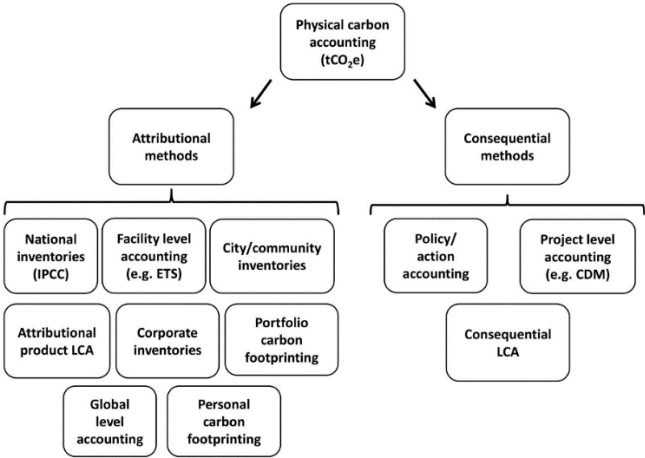 Physical carbon
accounting
(tCO₂e)
Attributional
methods
Consequential
methods
National
inventories
(IPCC)
Facility level
accounting
(e.g. ETS)
City/community
inventories
Policy/
action
accounting
Project level
accounting
(e.g. CDM)
Attributional
product LCA
Corporate
inventories
Portfolio
carbon
footprinting
Consequential
LCA
Global
level
accounting
Personal
carbon
footprinting